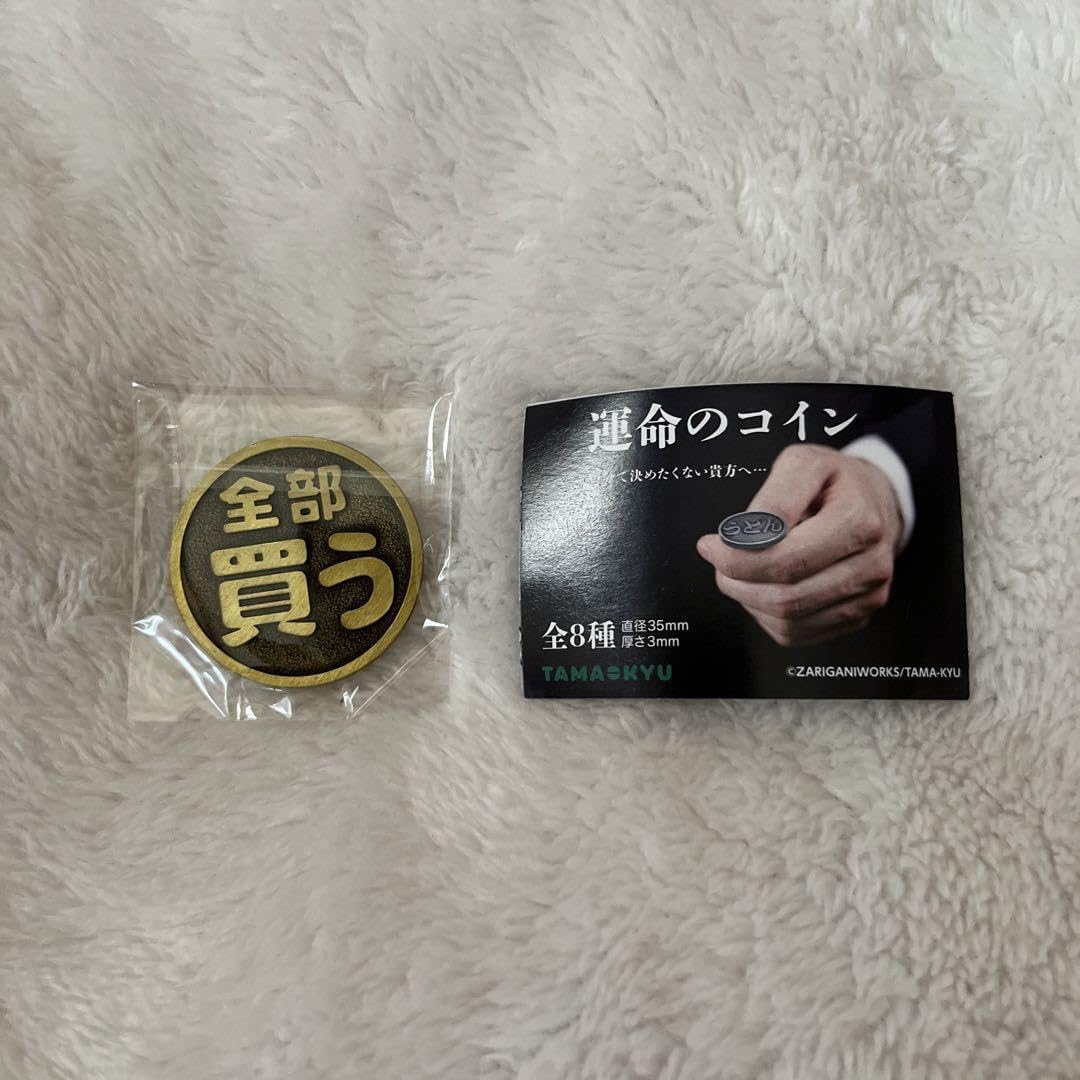 全部
買う
運命のコイン
て決めたくない貴方へ…
うどん
全8種
直径35mm
厚さ3mm
TAMA-KYU
©ZARIGANIWORKS/TAMA-KYU